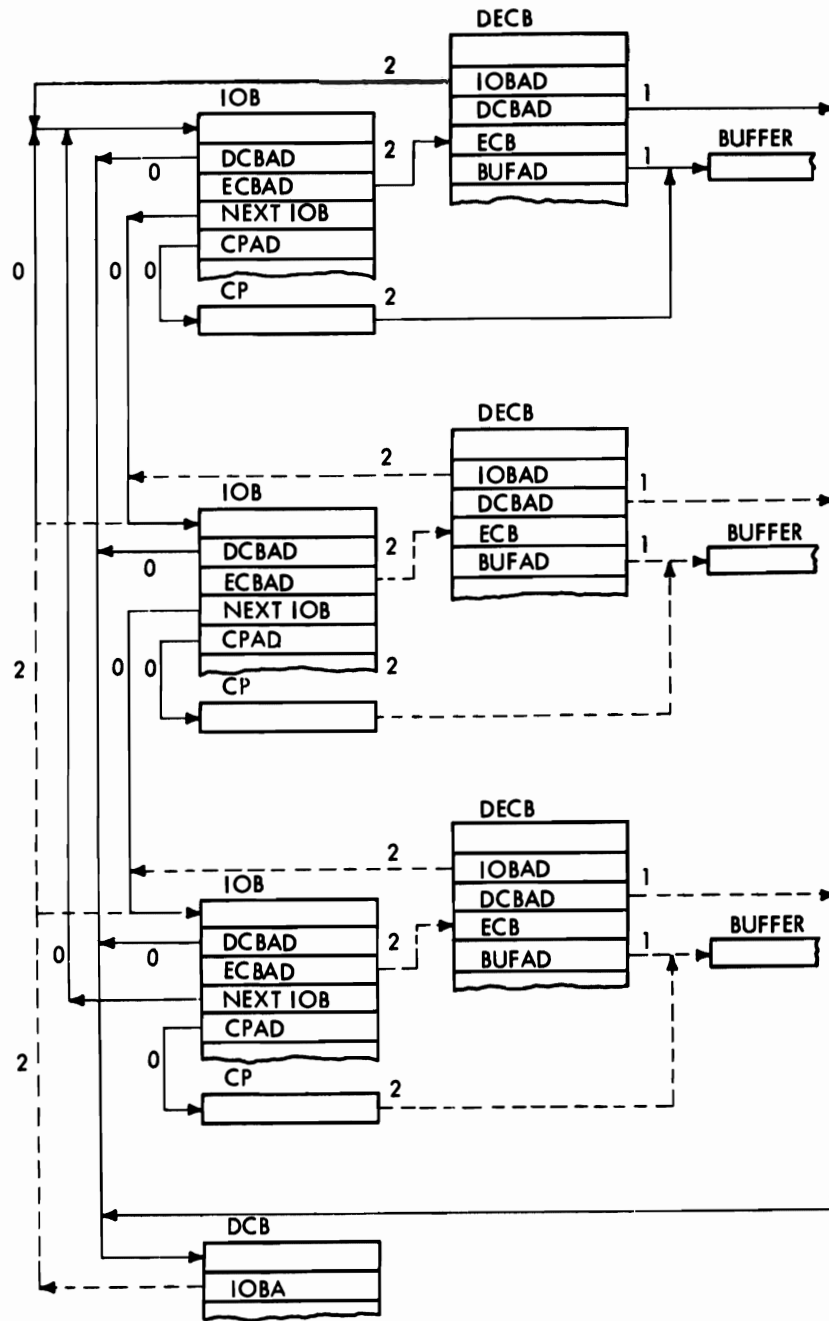 DECB
2
IOBAD
1
IOB
DCBAD
2
ECB
BUFFER
DCBAD
0
1
ECBAD
BUFAD
NEXT IOB
0
0
0
CPAD
CP
2
DECB
2
IOBAD
1
IOB
DCBAD
2
ECB
BUFFER
DCBAD
0
1
ECBAD
BUFAD
NEXT IOB
2
0
0
CPAD
2
CP
DECB
2
IOBAD
1
IOB
DCBAD
2
ECB
BUFFER
DCBAD
0
0
1
ECBAD
BUFAD
NEXT IOB
CPAD
2
0
CP
2
DCB
IOBA